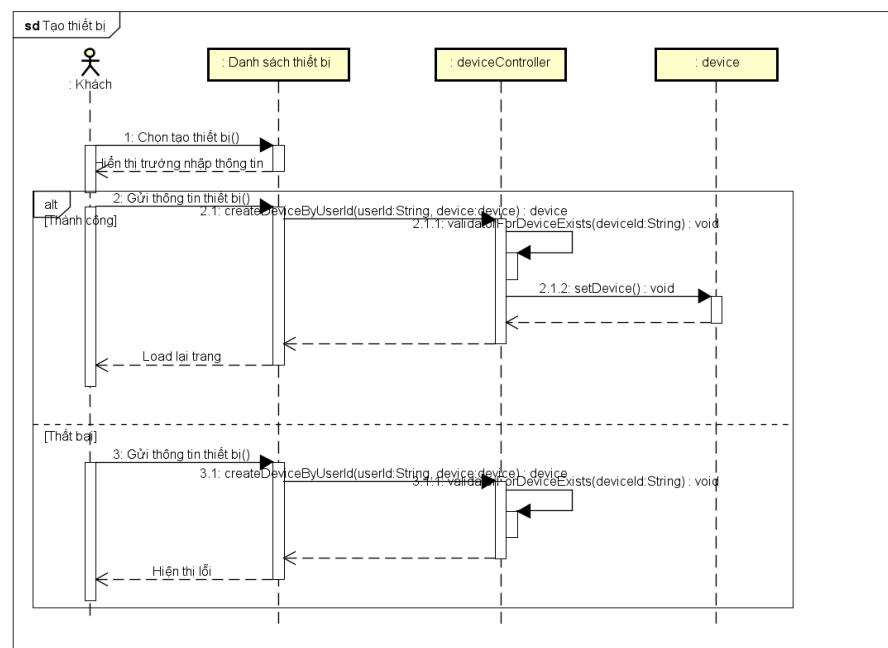 sd Tạo thiết bị
: Khách
: Danh sách thiết bị
: deviceController
: device
1: Chọn tạo thiết bị()
Hiển thị trường nhập thông tin
alt
2: Gửi thông tin thiết bị()
[Thành công]
2.1: createDeviceByUserId(userId:String, device:device) : device
2.1.1: validatorForDeviceExists(deviceId:String) : void
2.1.2: setDevice() : void
Load lại trang
[Thất bại]
3: Gửi thông tin thiết bị()
3.1: createDeviceByUserId(userId:String, device:device) : device
3.1.1: validatorForDeviceExists(deviceId:String) : void
Hiện thị lỗi